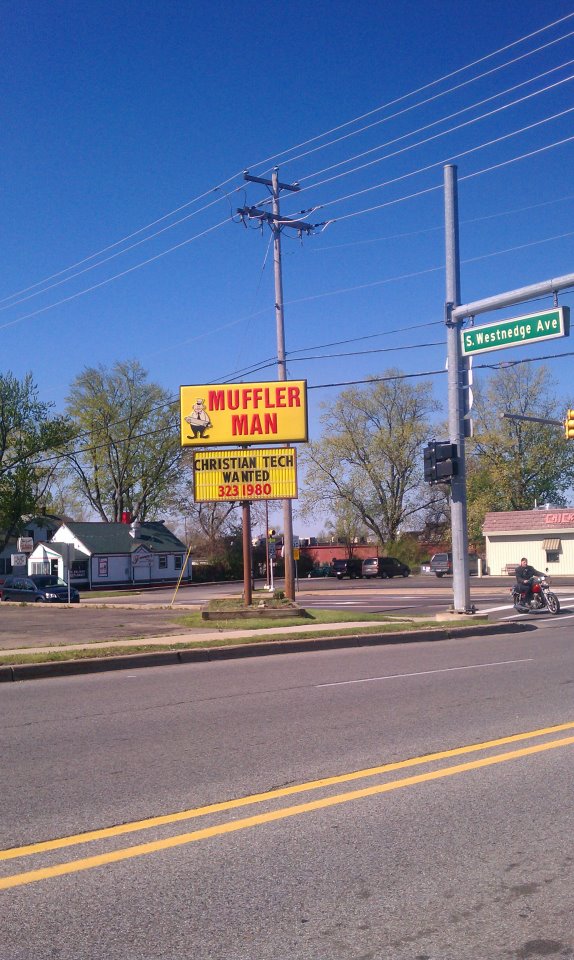 MUFFLER
MAN
CHRISTIAN TECH
WANTED
323 1980
S. Westnedge Ave